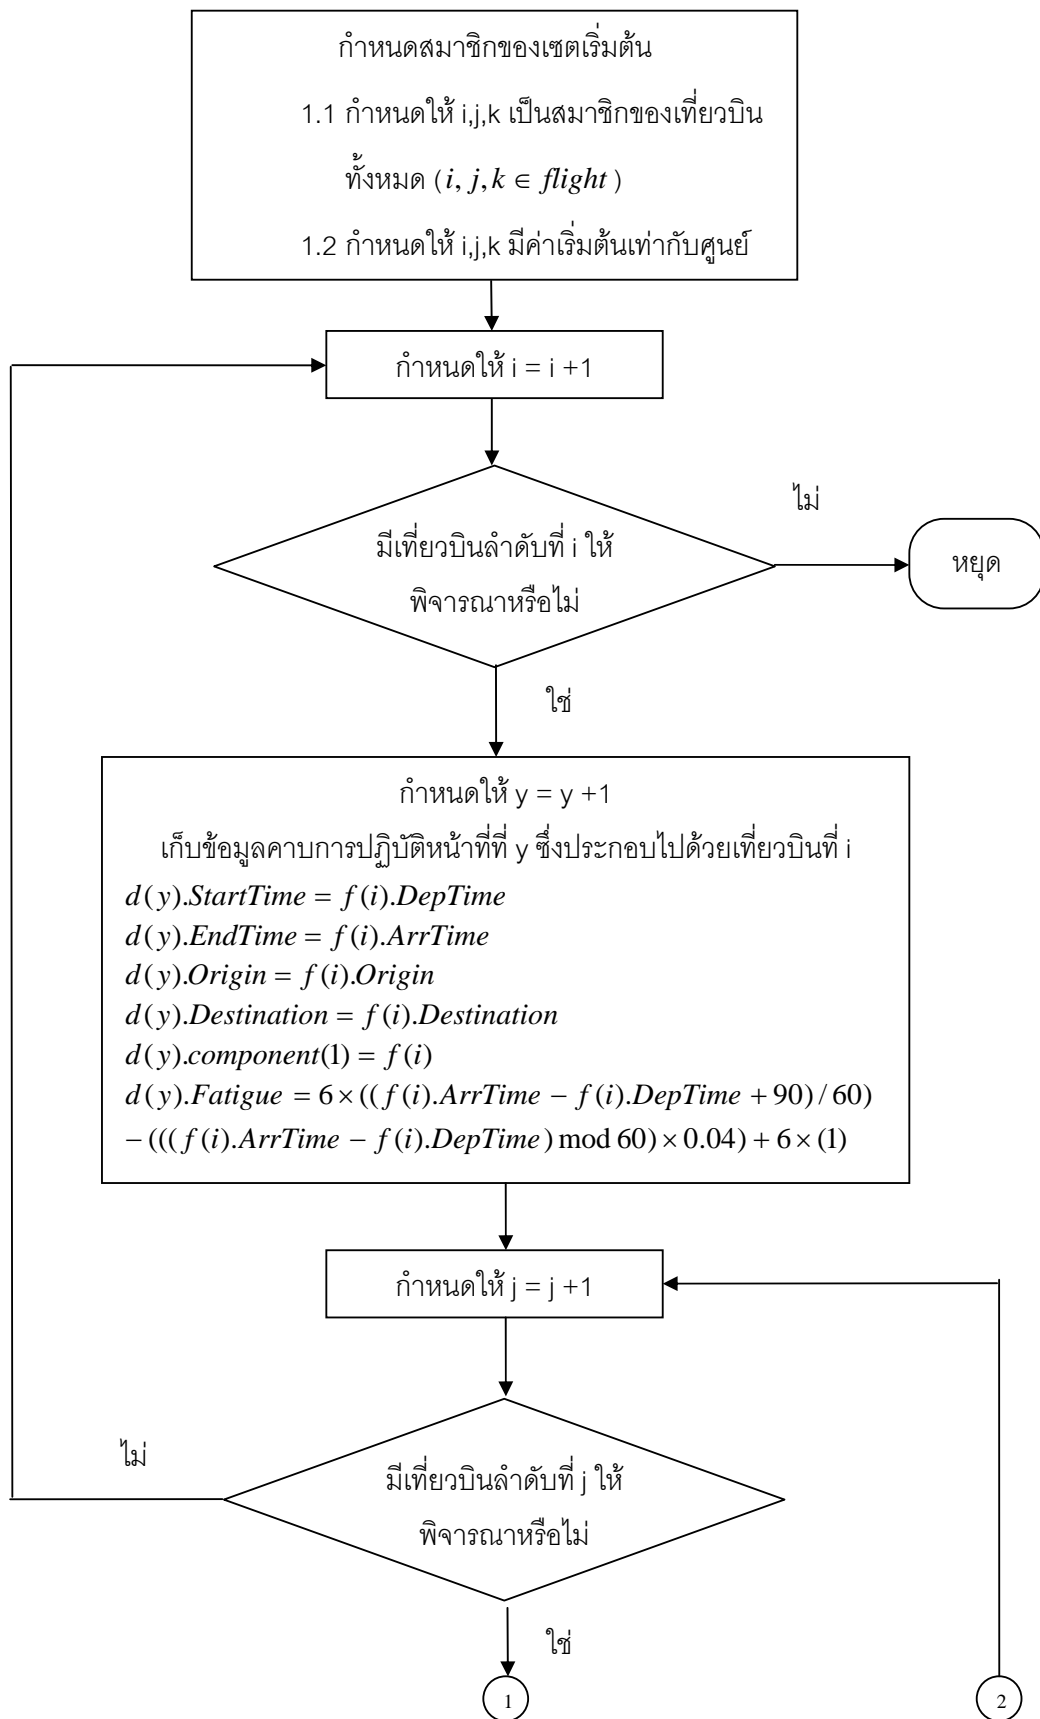 กำหนดสมาชิกของเซตเริ่มต้น
1.1 กำหนดให้ i,j,k เป็นสมาชิกของเที่ยวบิน
ทั้งหมด (i, j, k ∈ flight )
1.2 กำหนดให้ i,j,k มีค่าเริ่มต้นเท่ากับศูนย์
กำหนดให้ i = i +1
มีเที่ยวบินลำดับที่ i ให้
พิจารณาหรือไม่
ไม่
หยุด
ใช่
กำหนดให้ y = y +1
เก็บข้อมูลคาบการปฏิบัติหน้าที่ที่ y ซึ่งประกอบไปด้วยเที่ยวบินที่ i
d(y).StartTime = f(i).DepTime
d(y).EndTime = f(i).ArrTime
d(y).Origin = f(i).Origin
d(y).Destination = f(i).Destination
d(y).component(1) = f(i)
d(y).Fatigue = 6 × ((f(i).ArrTime − f(i).DepTime + 90) / 60)
− (((f(i).ArrTime − f(i).DepTime) mod 60) × 0.04) + 6 × (1)
กำหนดให้ j = j +1
ไม่
มีเที่ยวบินลำดับที่ j ให้
พิจารณาหรือไม่
ใช่
1
2